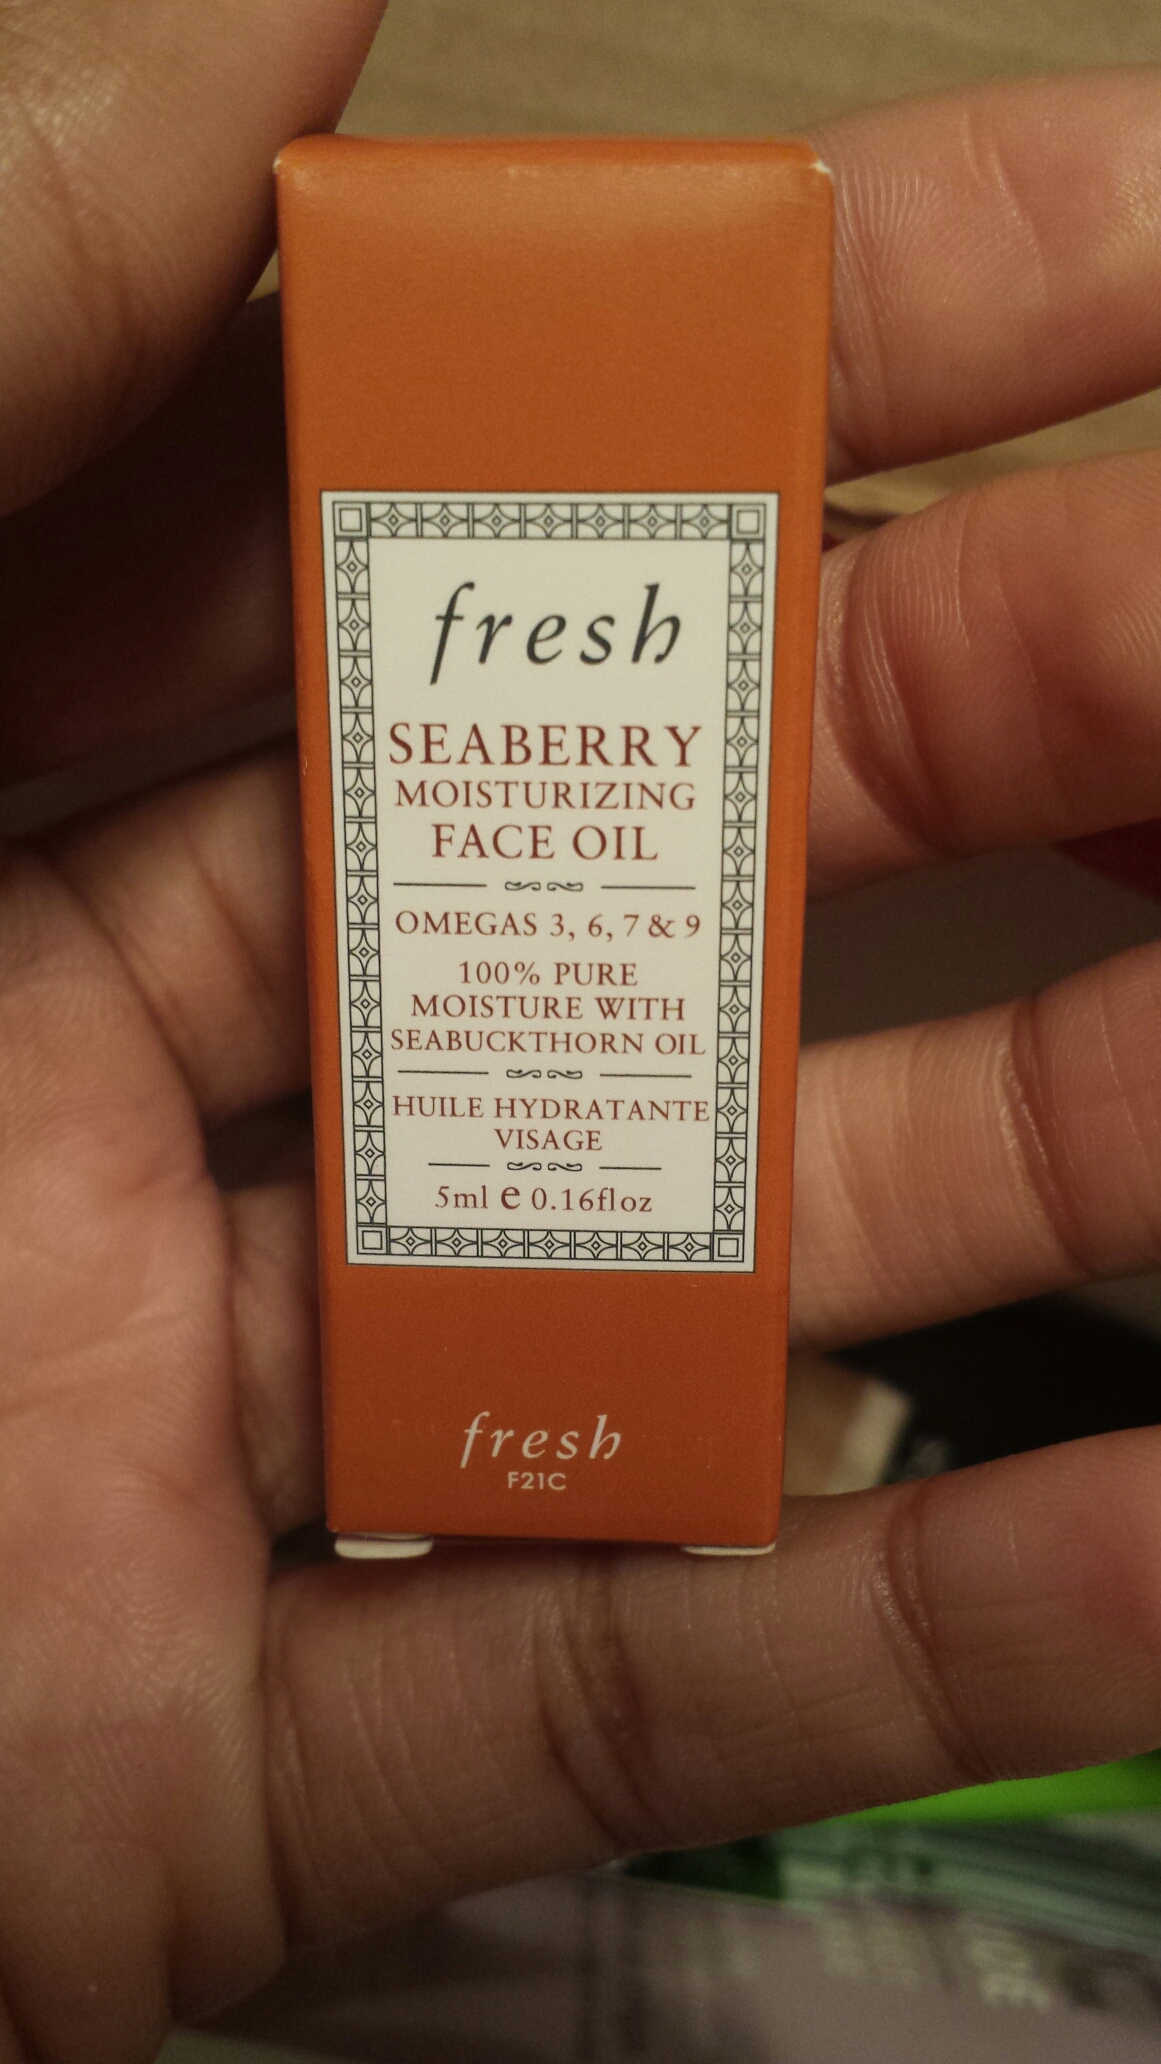 fresh
SEABERRY
MOISTURIZING
FACE OIL
OMEGAS 3, 6, 7 & 9
100% PURE
MOISTURE WITH
SEABUCKTHORN OIL
HUILE HYDRATANTE
VISAGE
5ml e 0.16floz
fresh
F21C